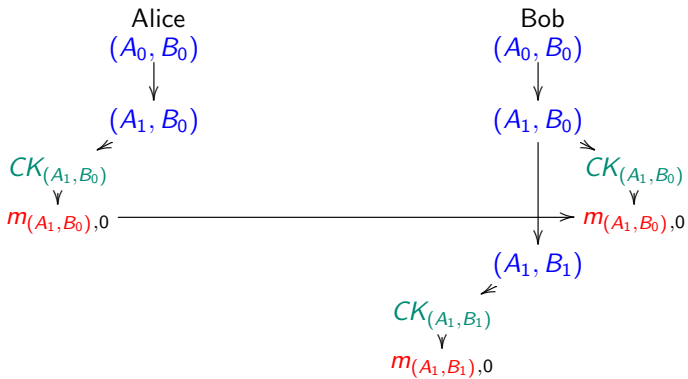 Alice Bob
(A₀, B₀) (A₀, B₀)
(A₁, B₀) (A₁, B₀)
CK₍A₁,B₀₎ CK₍A₁,B₀₎
m₍A₁,B₀₎,₀ m₍A₁,B₀₎,₀
(A₁, B₁)
CK₍A₁,B₁₎
m₍A₁,B₁₎,₀